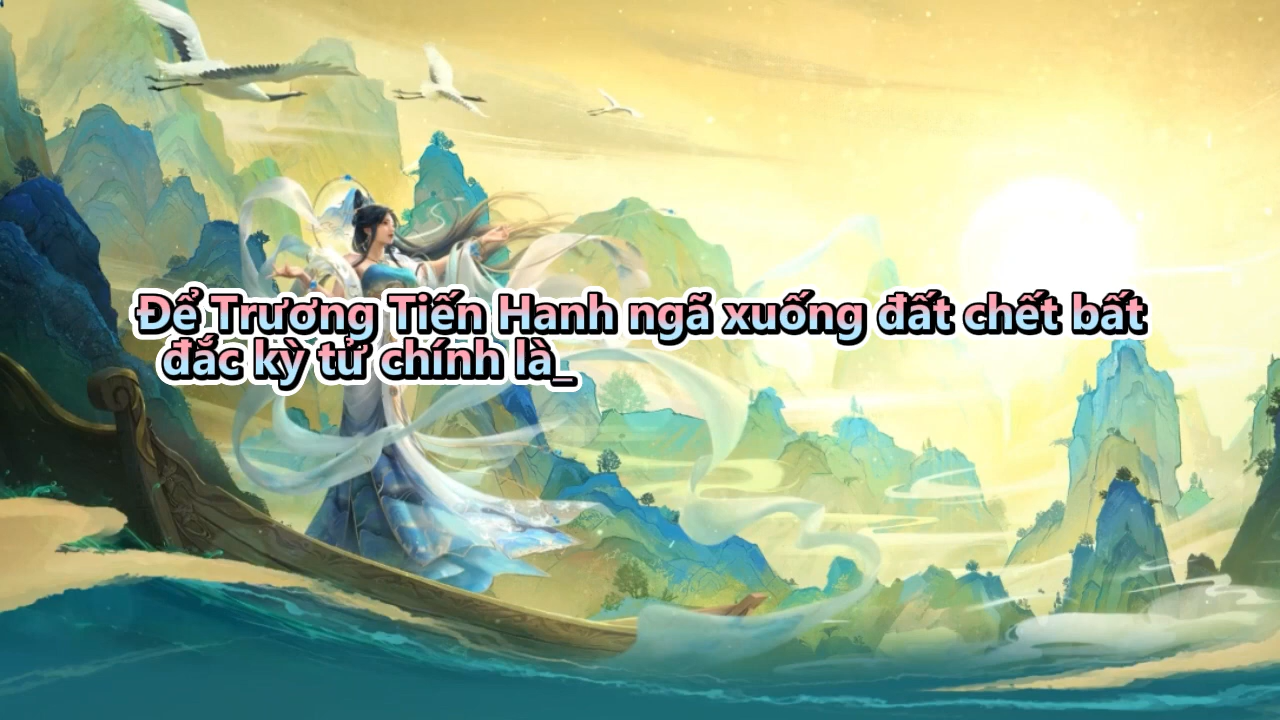 Để Trương Tiến Hanh ngã xuống đất chết bất
đắc kỳ tử chính là_